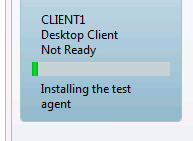 CLIENT1
Desktop Client
Not Ready
Installing the test
agent